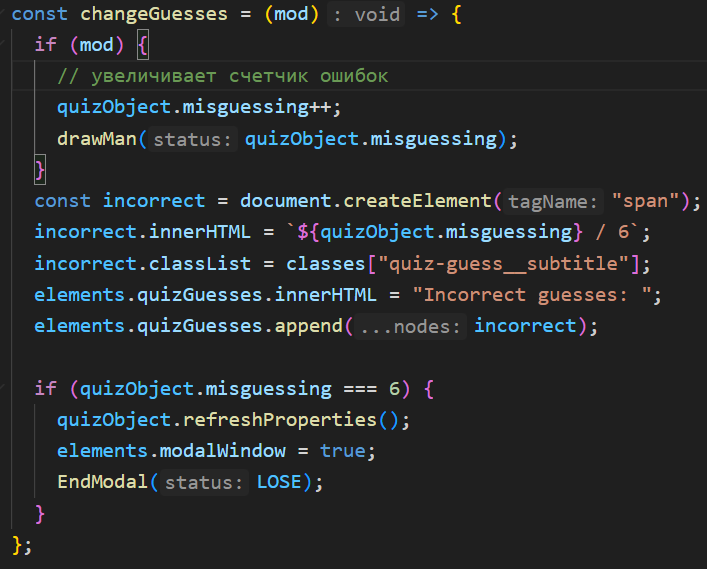 const changeGuesses = (mod) : void => {
if (mod) {
// увеличивает счетчик ошибок
quizObject.misguessing++;
drawMan( status: quizObject.misguessing);
}
const incorrect = document.createElement( tagName: "span");
incorrect.innerHTML = `${quizObject.misguessing} / 6`;
incorrect.classList = classes["quiz-guess__subtitle"];
elements.quizGuesses.innerHTML = "Incorrect guesses: ";
elements.quizGuesses.append( ...nodes: incorrect);
if (quizObject.misguessing === 6) {
quizObject.refreshProperties();
elements.modalWindow = true;
EndModal( status: LOSE);
}
};